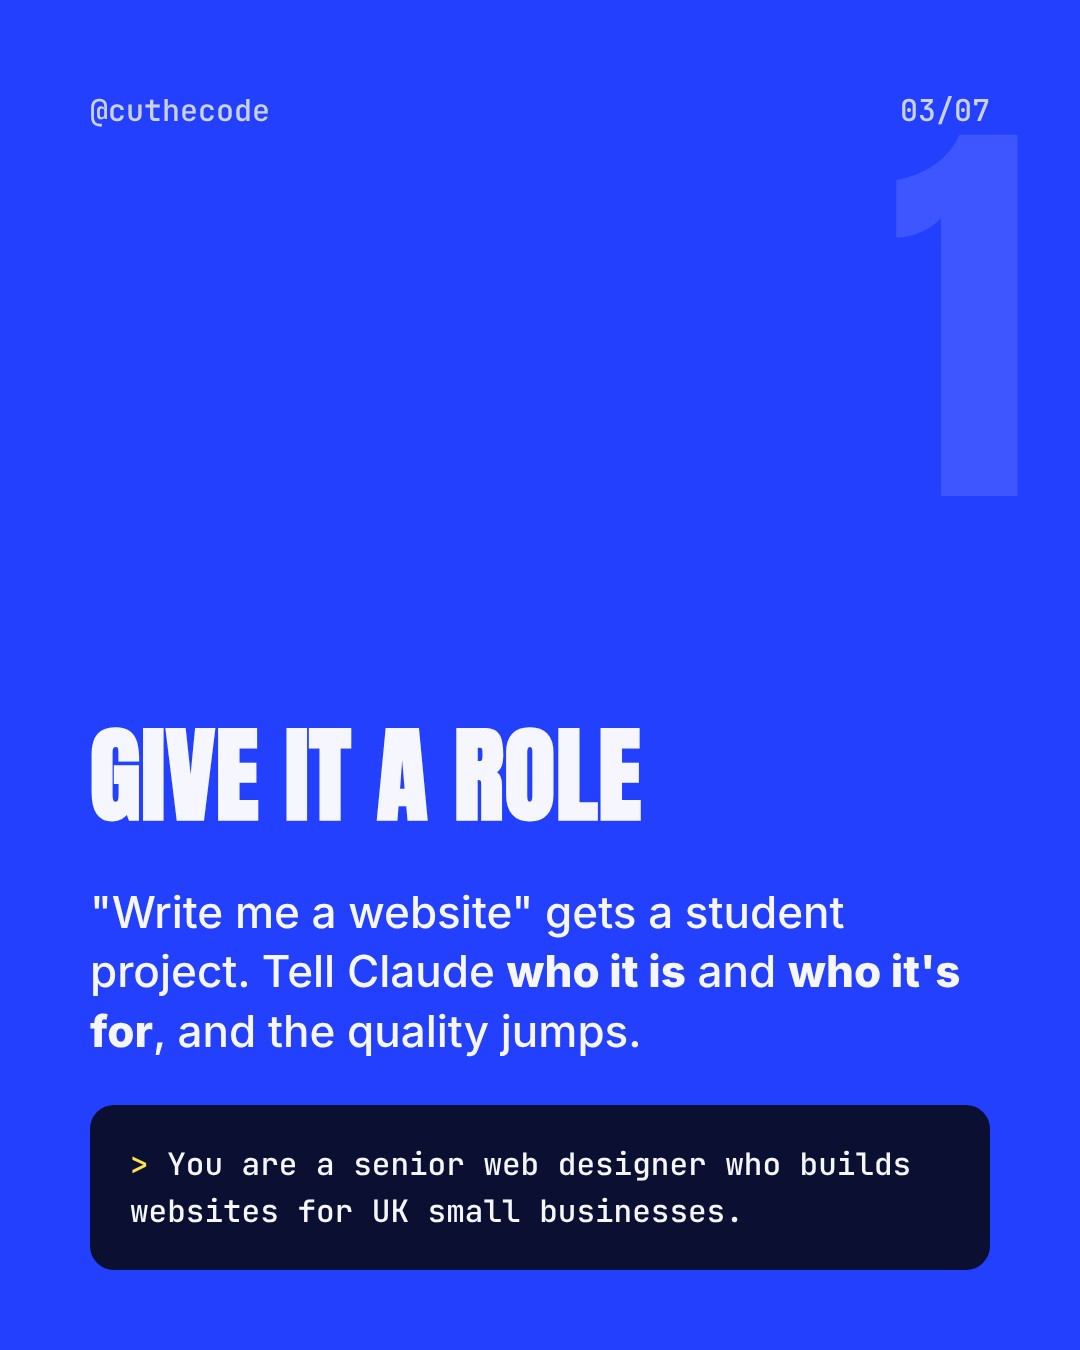 @cuthecode
03/07
1
GIVE IT A ROLE
"Write me a website" gets a student
project. Tell Claude who it is and who it's
for, and the quality jumps.
> You are a senior web designer who builds
websites for UK small businesses.